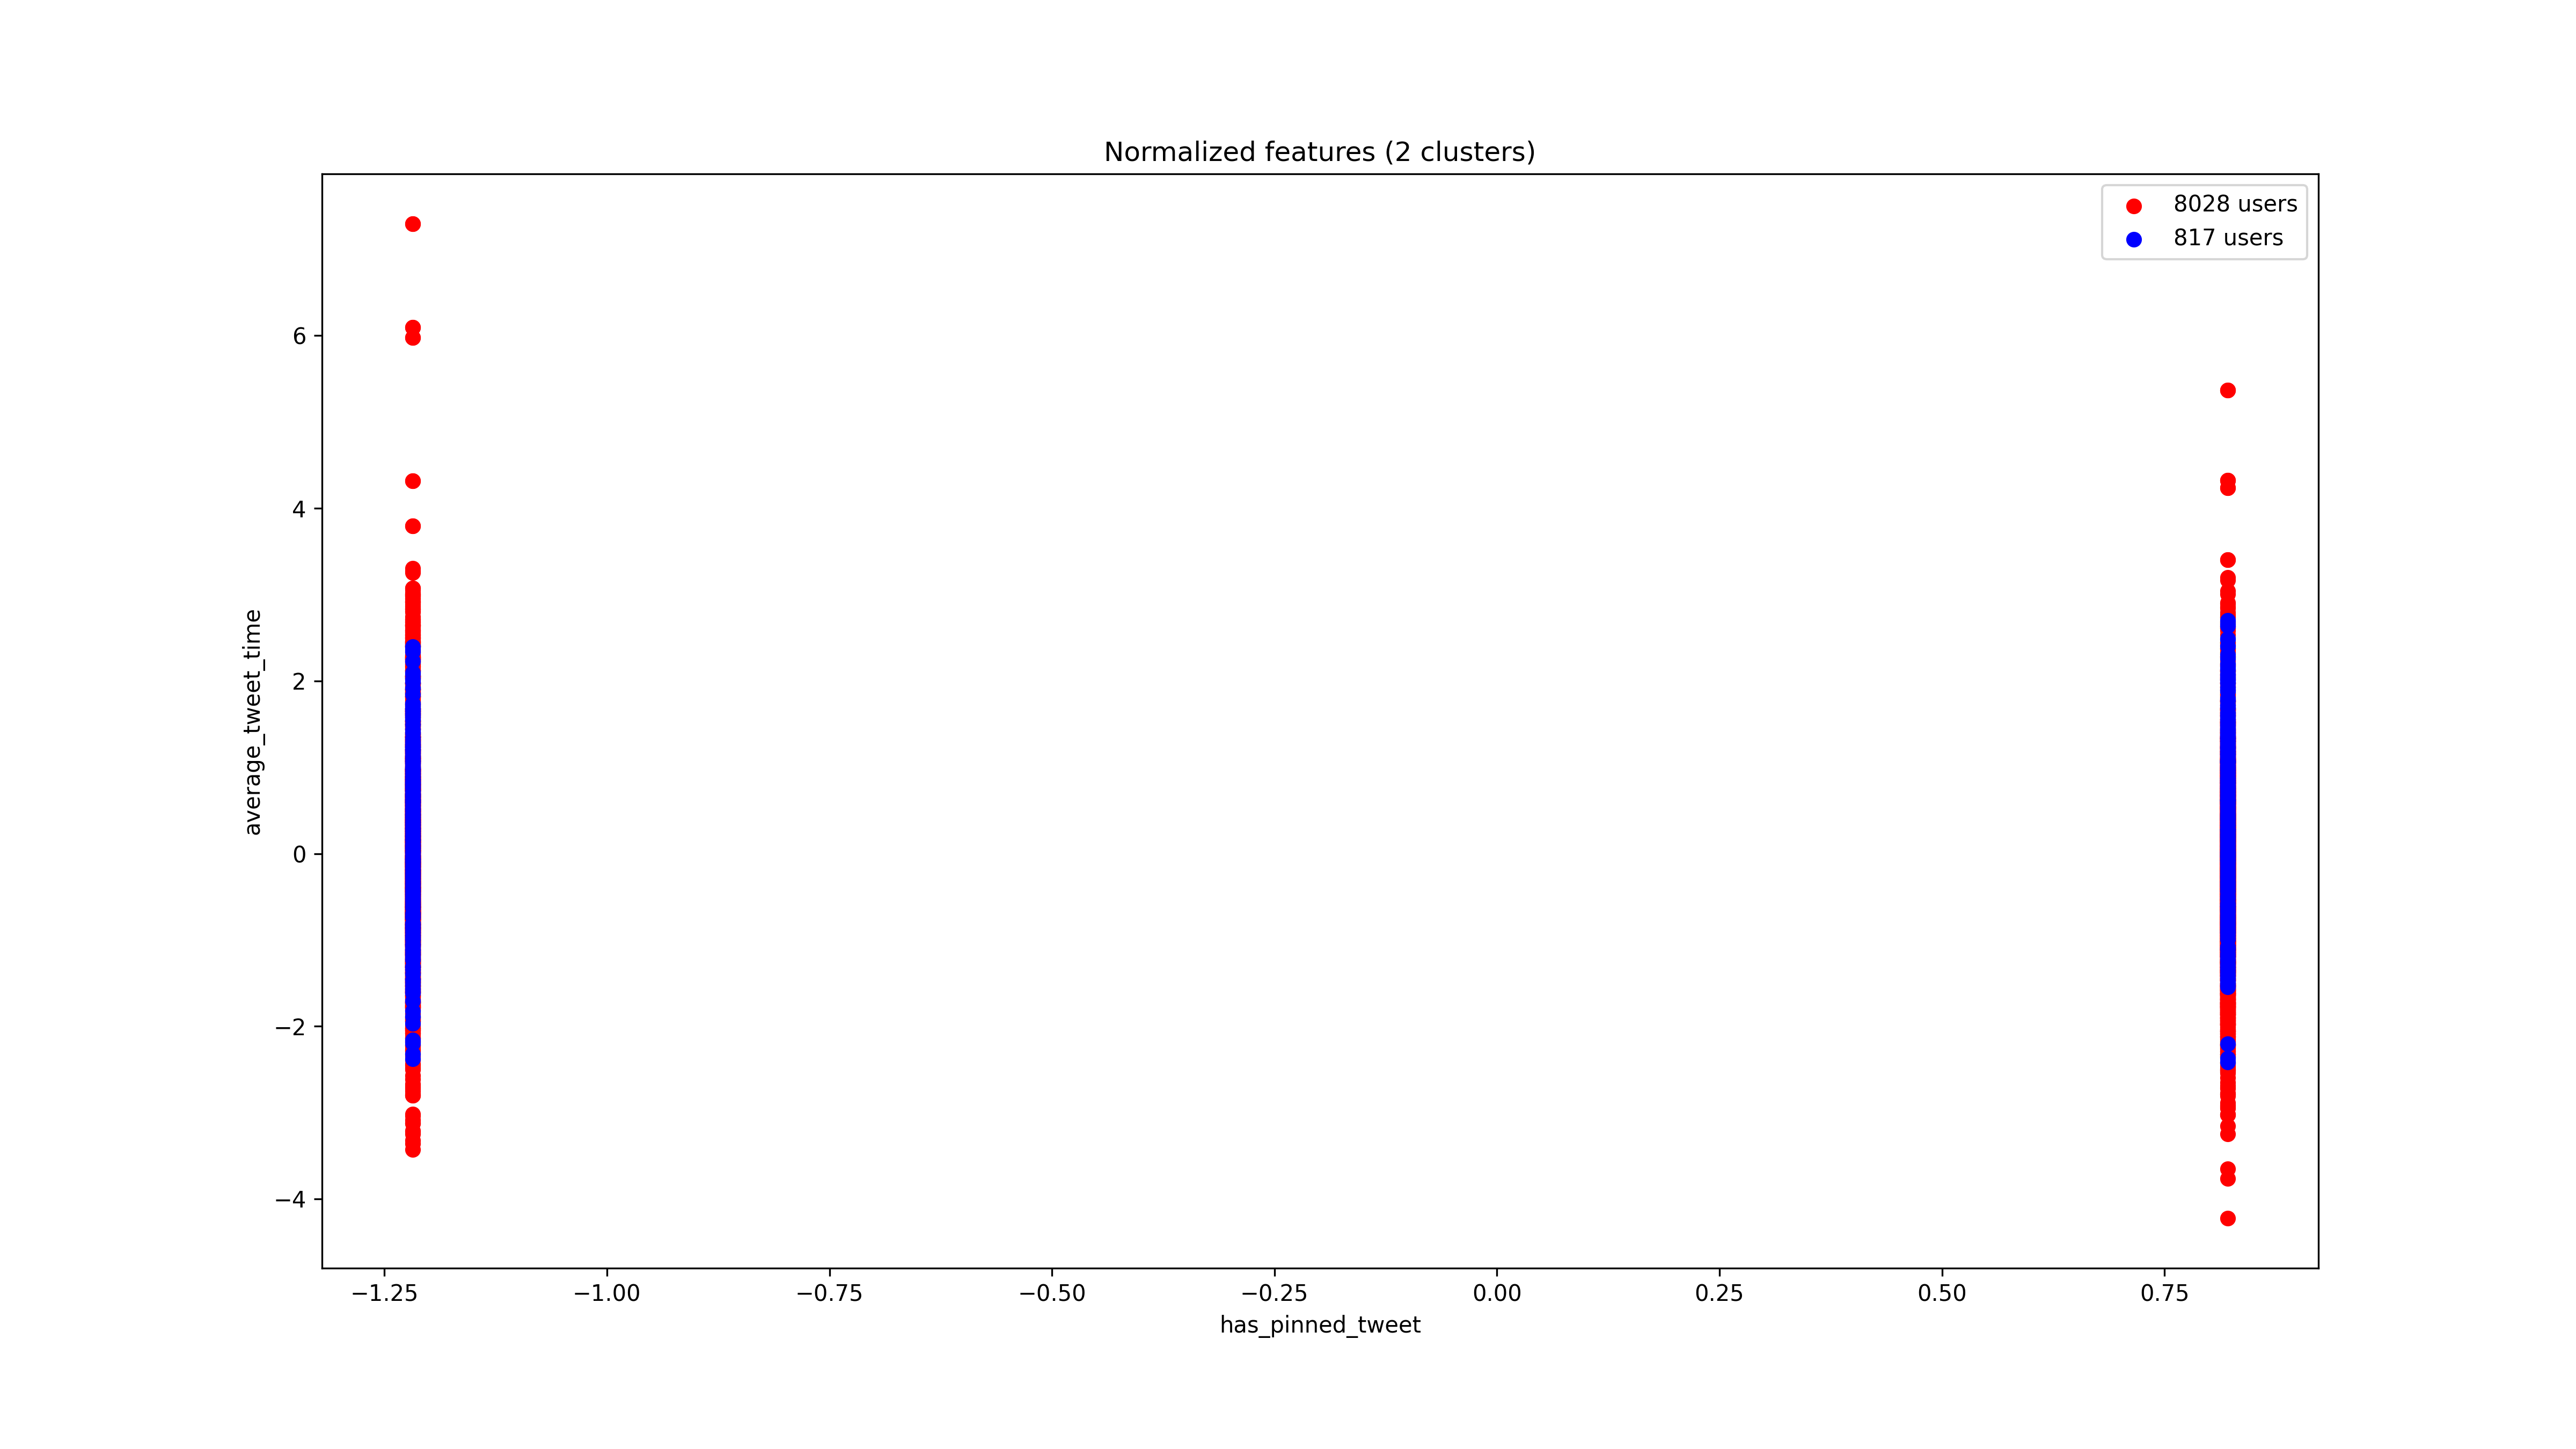 Normalized features (2 clusters)
8028 users
817 users
6
4
2
0
−2
−4
average_tweet_time
−1.25 −1.00 −0.75 −0.50 −0.25 0.00 0.25 0.50 0.75
has_pinned_tweet